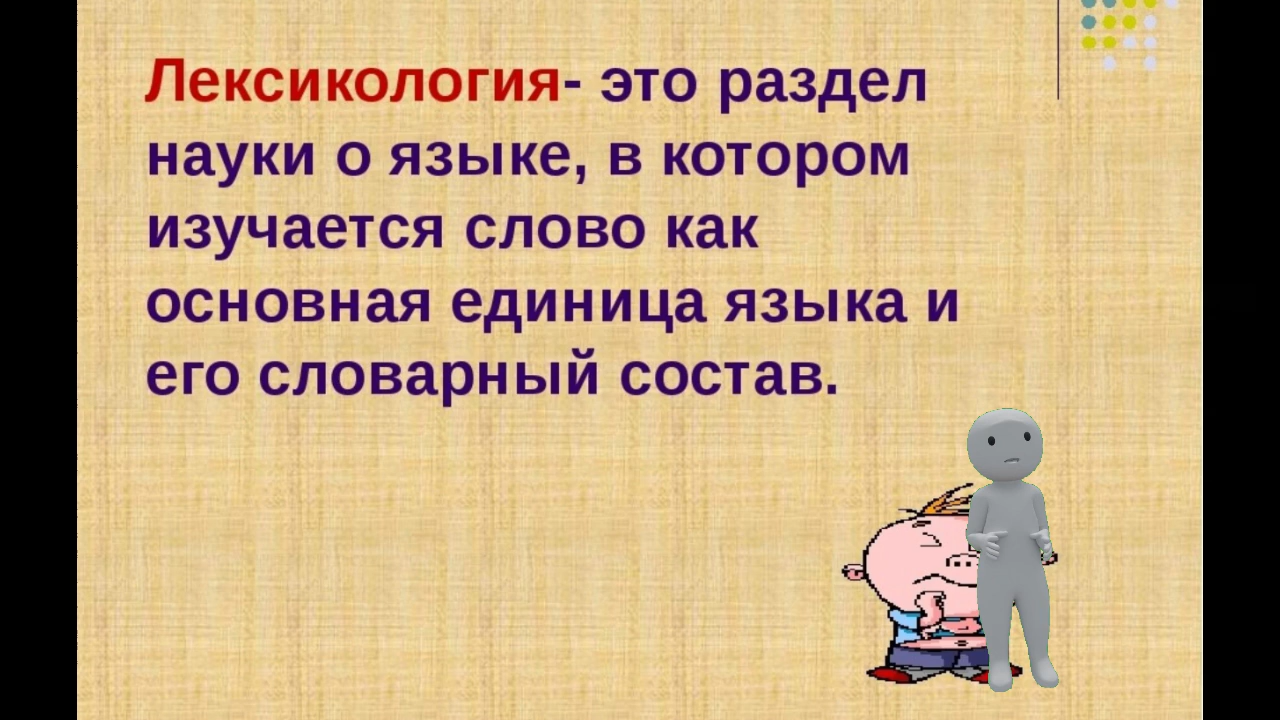 Лексикология- это раздел
науки о языке, в котором
изучается слово как
основная единица языка и
его словарный состав.